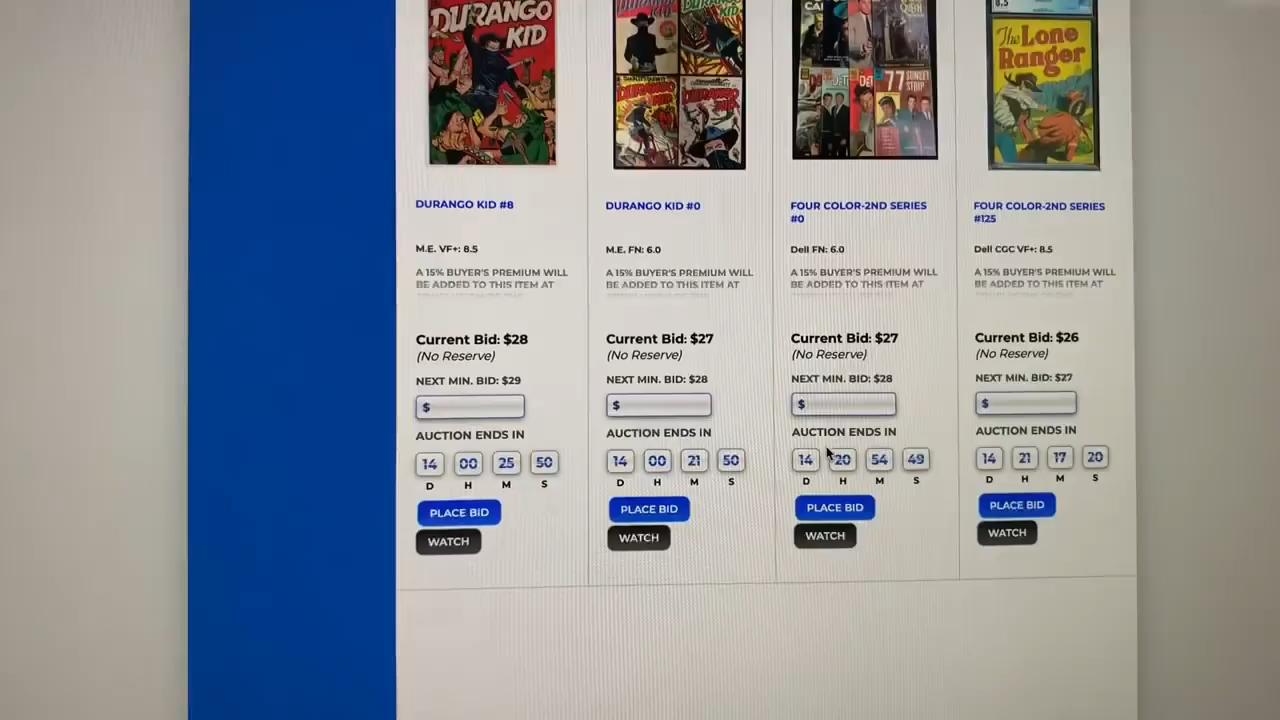 DURANGO KID
8.5
The Lone Ranger
DURANGO
DURANGO
77 SUNSET STRIP
DURANGO KID #8
M.E. VF+: 8.5
A 15% BUYER'S PREMIUM WILL
BE ADDED TO THIS ITEM AT
Current Bid: $28
(No Reserve)
NEXT MIN. BID: $29
$
AUCTION ENDS IN
14 00 25 50
D H M S
PLACE BID
WATCH
DURANGO KID #0
M.E. FN: 6.0
A 15% BUYER'S PREMIUM WILL
BE ADDED TO THIS ITEM AT
Current Bid: $27
(No Reserve)
NEXT MIN. BID: $28
$
AUCTION ENDS IN
14 00 21 50
D H M S
PLACE BID
WATCH
FOUR COLOR-2ND SERIES
#0
Dell FN: 6.0
A 15% BUYER'S PREMIUM WILL
BE ADDED TO THIS ITEM AT
Current Bid: $27
(No Reserve)
NEXT MIN. BID: $28
$
AUCTION ENDS IN
14 20 54 49
D H M S
PLACE BID
WATCH
FOUR COLOR-2ND SERIES
#125
Dell CGC VF+: 8.5
A 15% BUYER'S PREMIUM WILL
BE ADDED TO THIS ITEM AT
Current Bid: $26
(No Reserve)
NEXT MIN. BID: $27
$
AUCTION ENDS IN
14 21 17 20
D H M S
PLACE BID
WATCH